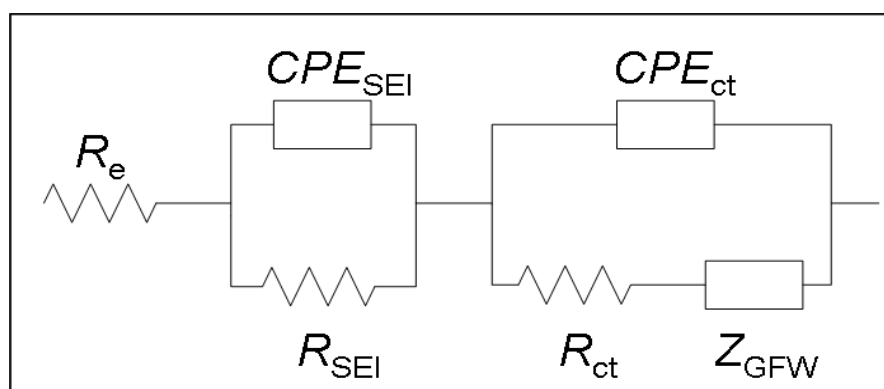 CPE_SEI
CPE_ct
R_e
R_SEI
R_ct
Z_GFW